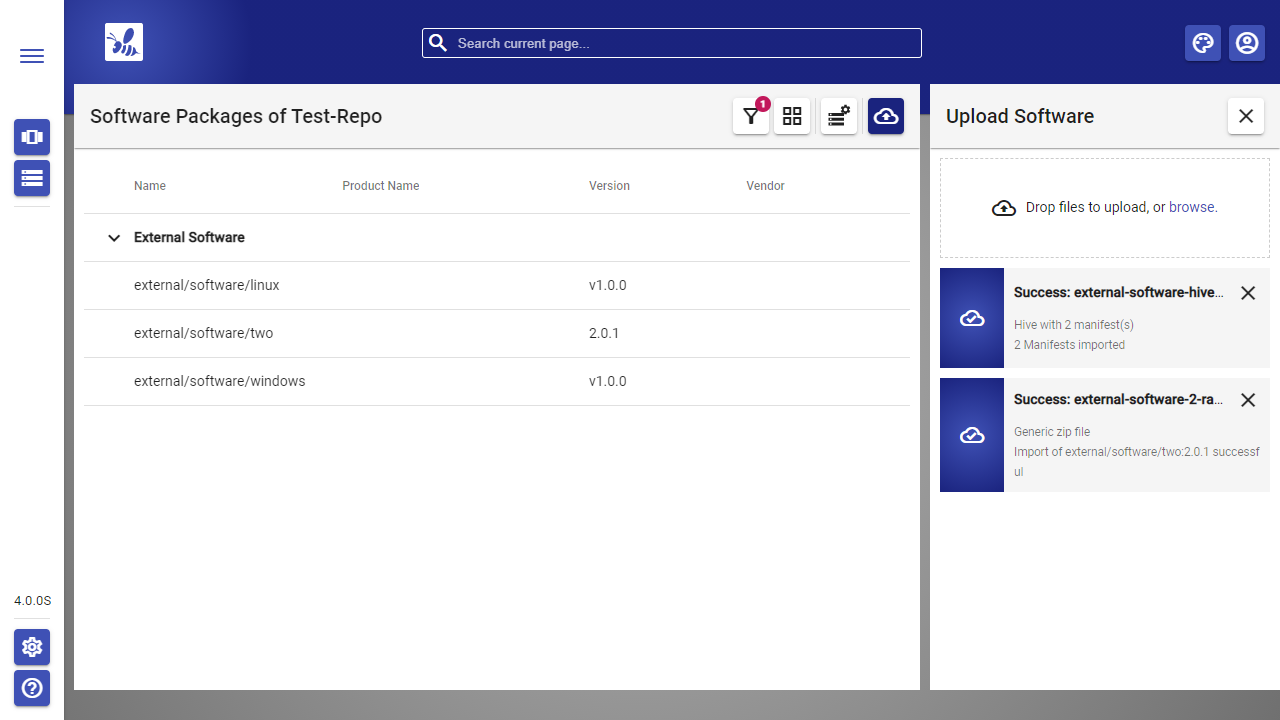 Search current page...
Software Packages of Test-Repo
1
Upload Software
Name Product Name Version Vendor
External Software
external/software/linux v1.0.0
external/software/two 2.0.1
external/software/windows v1.0.0
Drop files to upload, or browse.
Success: external-software-hive...
Hive with 2 manifest(s)
2 Manifests imported
Success: external-software-2-ra...
Generic zip file
Import of external/software/two:2.0.1 successf
ul
4.0.0S